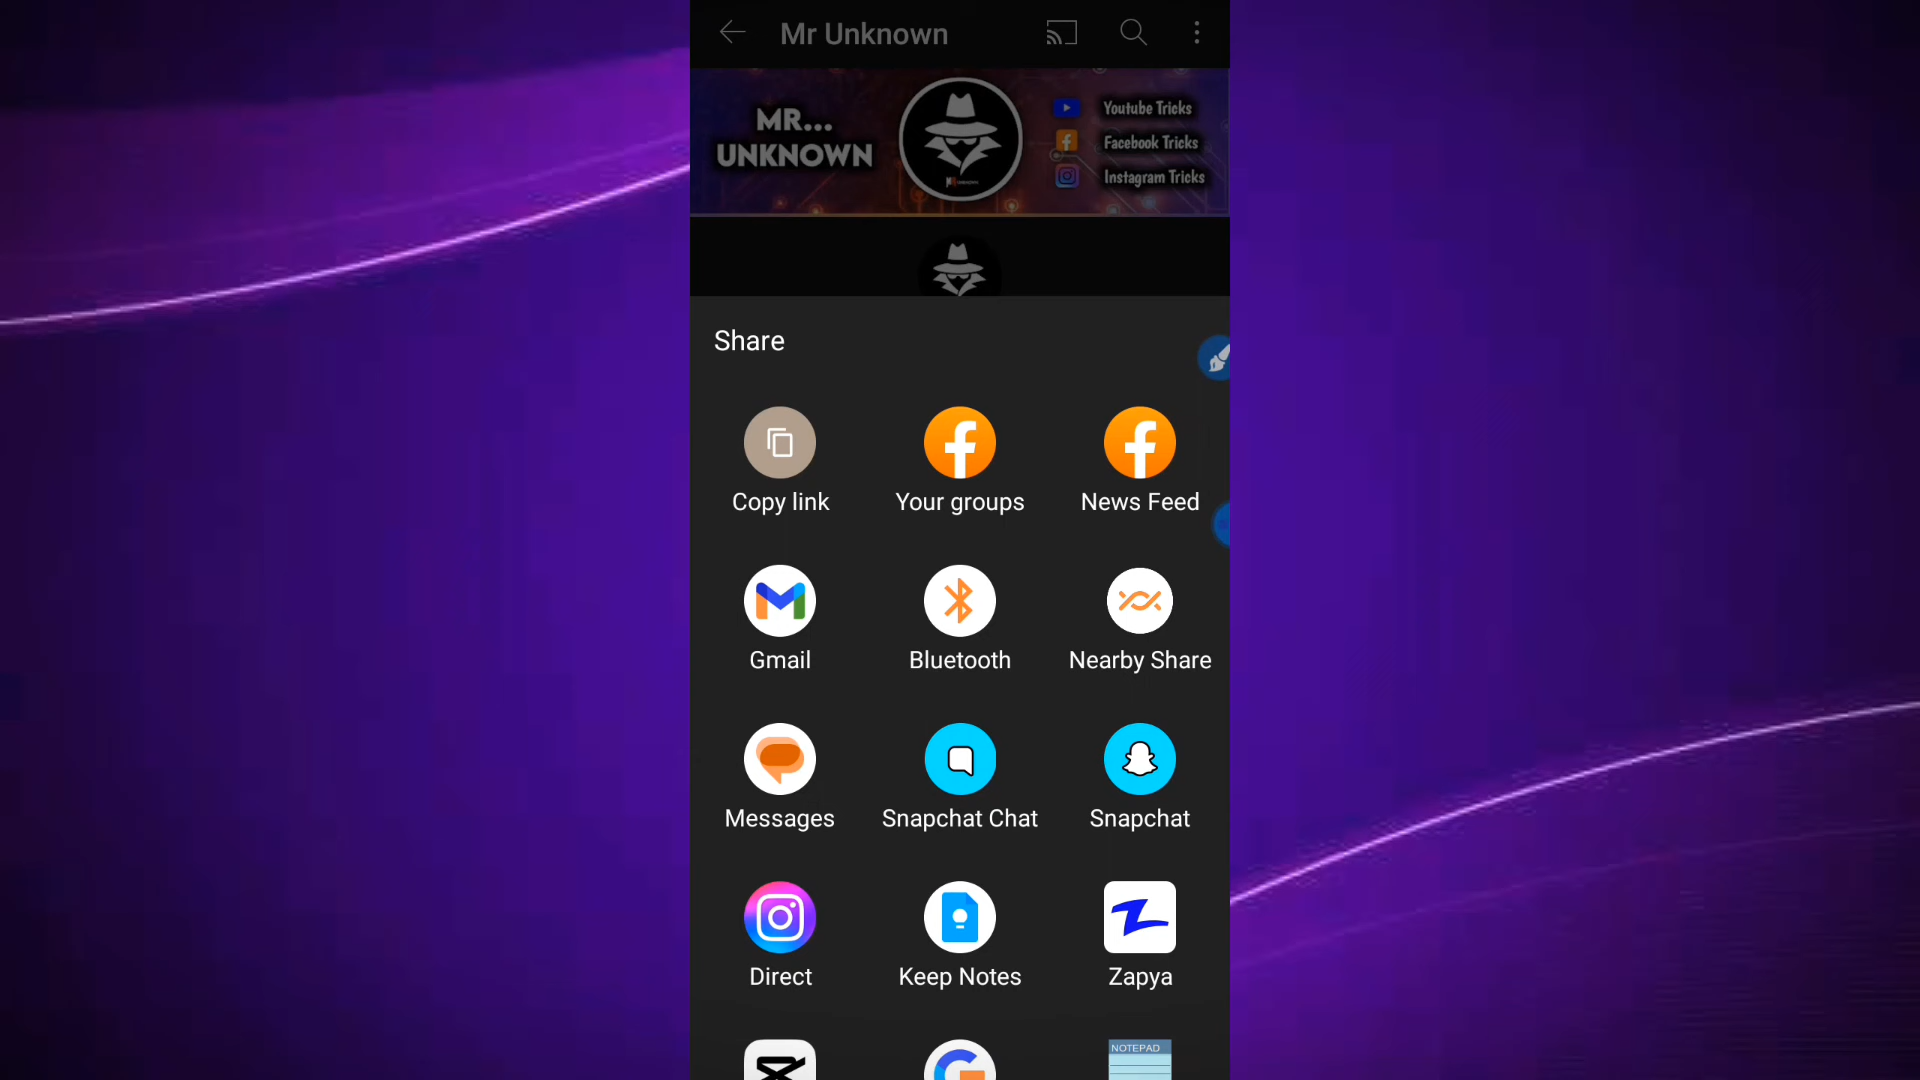 Mr Unknown
MR...
UNKNOWN
Youtube Tricks
Facebook Tricks
Instagram Tricks
Share
Copy link
Your groups
News Feed
Gmail
Bluetooth
Nearby Share
Messages
Snapchat Chat
Snapchat
Direct
Keep Notes
Zapya
NOTEPAD